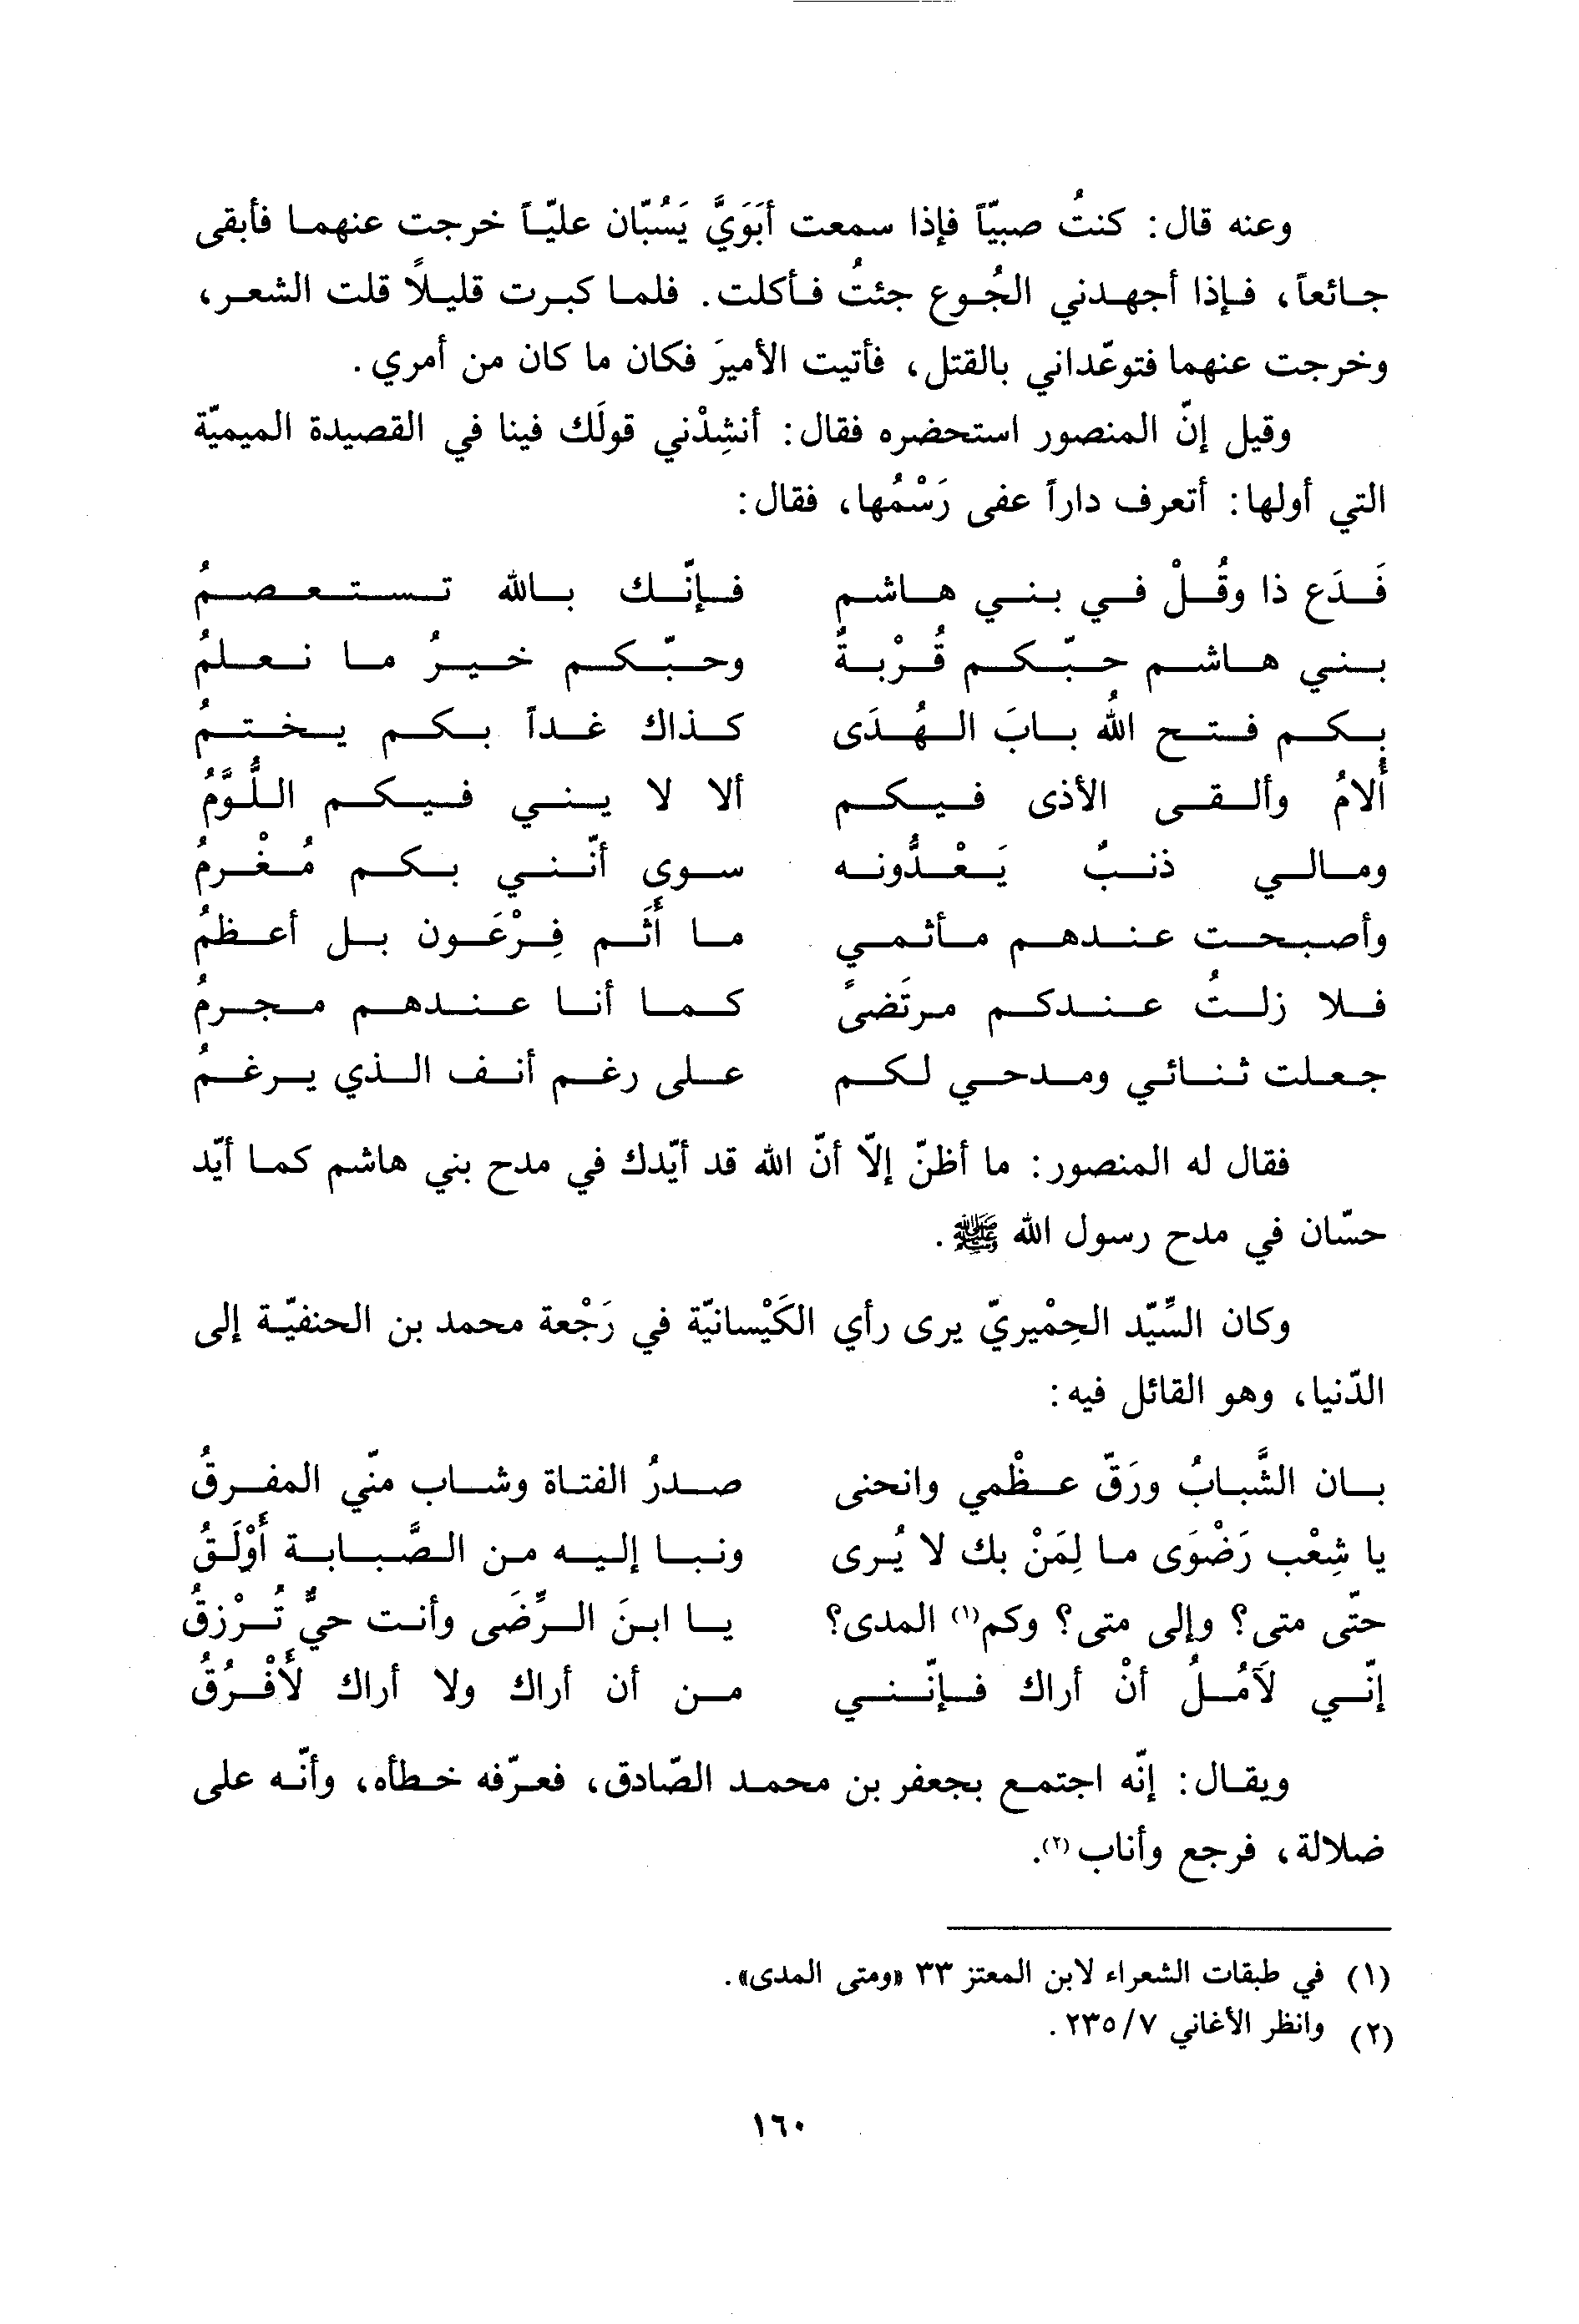 وعنه قال: كنتُ صبيّاً فإذا سمعت أبَوَيَّ يَسُبّان عليّاً خرجت عنهما فأبقى
جائعاً، فإذا أجهدني الجُوع جئتُ فأكلت. فلما كبرت قليلاً قلت الشعر،
وخرجت عنهما فتوعّداني بالقتل، فأتيت الأميرَ فكان ما كان من أمري.
وقيل إنّ المنصور استحضره فقال: أنشِدْني قولَك فينا في القصيدة الميميّة
التي أولها: أتعرف داراً عفى رَسْمُها، فقال:
فَدَع ذا وقُلْ في بني هاشم فإنّك بالله تستعصمُ
بني هاشم حبّكم قُرْبةٌ وحبّكم خيرُ ما نعلمُ
بكم فتح اللهُ بابَ الهُدَى كذاك غداً بكم يختمُ
أُلامُ وألقى الأذى فيكم ألا لا يني فيكم اللُّوَّمُ
ومالي ذنبٌ يَعْدُّونه سوى أنّني بكم مُغْرمُ
وأصبحت عندهم مأثمي ما أَثَم فِرْعَون بل أعظمُ
فلا زلتُ عندكم مرتَضىً كما أنا عندهم مجرمُ
جعلت ثنائي ومدحي لكم على رغم أنف الذي يرغمُ
فقال له المنصور: ما أظنّ إلاّ أنّ الله قد أيّدك في مدح بني هاشم كما أيّد
حسّان في مدح رسول الله ﷺ.
وكان السِّيّد الحِمْيريّ يرى رأي الكَيْسانيّة في رَجْعة محمد بن الحنفيّة إلى
الدّنيا، وهو القائل فيه:
بان الشَّبابُ ورَقّ عظْمي وانحنى صدرُ الفتاة وشاب منّي المفرقُ
يا شِعْب رَضْوَى ما لِمَنْ بك لا يُرى ونبا إليه من الصَّبابة أَوْلَقُ
حتّى متى؟ وإلى متى؟ وكم(١) المدى؟ يا ابنَ الرِّضَى وأنت حيٌّ تُرْزقُ
إنّي لآمُلُ أنْ أراك فإنّني من أن أراك ولا أراك لأَفْرُقُ
ويقال: إنّه اجتمع بجعفر بن محمد الصّادق، فعرّفه خطأه، وأنّه على
ضلالة، فرجع وأناب(٢).
(١) في طبقات الشعراء لابن المعتز ٣٣ «ومتى المدى».
(٢) وانظر الأغاني ٢٣٥/٧.
١٦٠